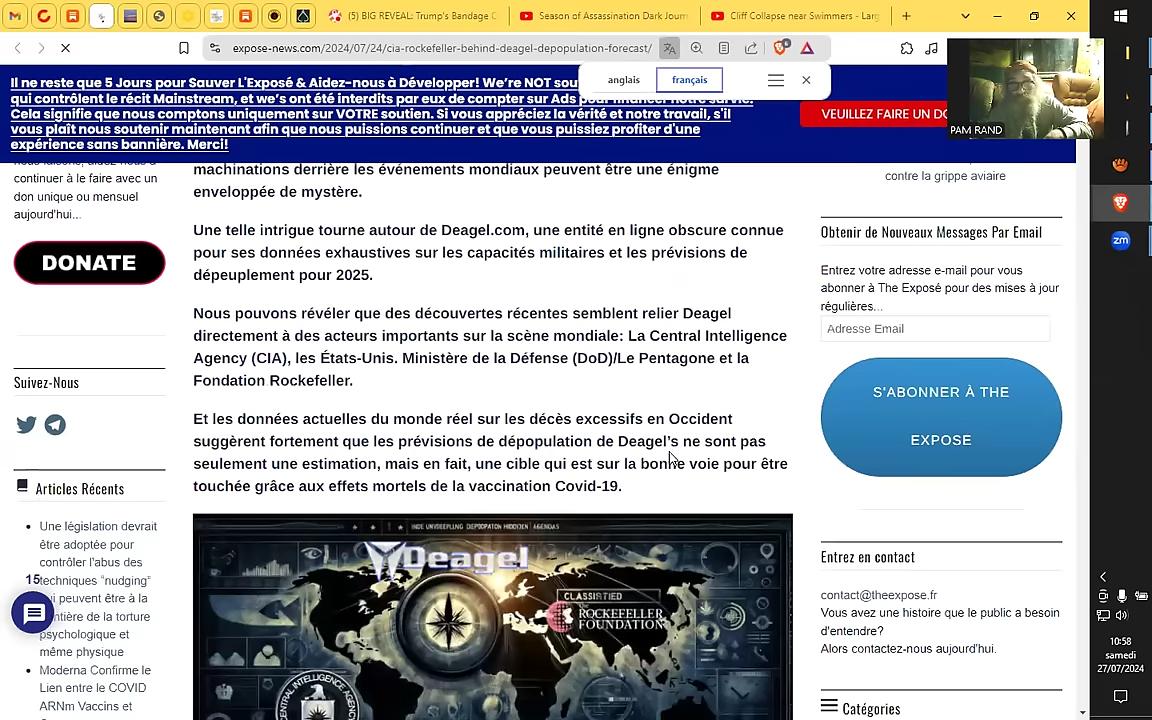 (5) BIG REVEAL: Trump's Bandage C
Season of Assassination Dark Journ
Cliff Collapse near Swimmers - Larg
expose-news.com/2024/07/24/cia-rockefeller-behind-deagel-depopulation-forecast/
anglais
français
Il ne reste que 5 Jours pour Sauver L'Exposé & Aidez-nous à Développer! We're NOT sou
qui contrôlent le récit Mainstream, et we's ont été interdits par eux de compter sur Ads pour financer notre survie.
Cela signifie que nous comptons uniquement sur VOTRE soutien. Si vous appréciez la vérité et notre travail, s'il
vous plaît nous soutenir maintenant afin que nous puissions continuer et que vous puissiez profiter d'une
expérience sans bannière. Merci!
VEUILLEZ FAIRE UN DO
PAM RAND
continuer à le faire avec un
don unique ou mensuel
aujourd'hui...
DONATE
Suivez-Nous
Articles Récents
Une législation devrait
être adoptée pour
contrôler l'abus des
techniques “nudging”
qui peuvent être à la
frontière de la torture
psychologique et
même physique
Moderna Confirme le
Lien entre le COVID
ARNm Vaccins et
15
machinations derrière les événements mondiaux peuvent être une énigme
enveloppée de mystère.
Une telle intrigue tourne autour de Deagel.com, une entité en ligne obscure connue
pour ses données exhaustives sur les capacités militaires et les prévisions de
dépeuplement pour 2025.
Nous pouvons révéler que des découvertes récentes semblent relier Deagel
directement à des acteurs importants sur la scène mondiale: La Central Intelligence
Agency (CIA), les États-Unis. Ministère de la Défense (DoD)/Le Pentagone et la
Fondation Rockefeller.
Et les données actuelles du monde réel sur les décès excessifs en Occident
suggèrent fortement que les prévisions de dépopulation de Deagel's ne sont pas
seulement une estimation, mais en fait, une cible qui est sur la bonne voie pour être
touchée grâce aux effets mortels de la vaccination Covid-19.
Deagel
CLASSIFIED
ROCKEFELLER
FOUNDATION
CENTRAL INTELLIGENCE AGENCY
contre la grippe aviaire
Obtenir de Nouveaux Messages Par Email
Entrez votre adresse e-mail pour vous
abonner à The Exposé pour des mises à jour
régulières...
Adresse Email
S'ABONNER À THE
EXPOSE
Entrez en contact
contact@theexpose.fr
Vous avez une histoire que le public a besoin
d'entendre?
Alors contactez-nous aujourd'hui.
Catégories
zm
10:58
samedi
27/07/2024